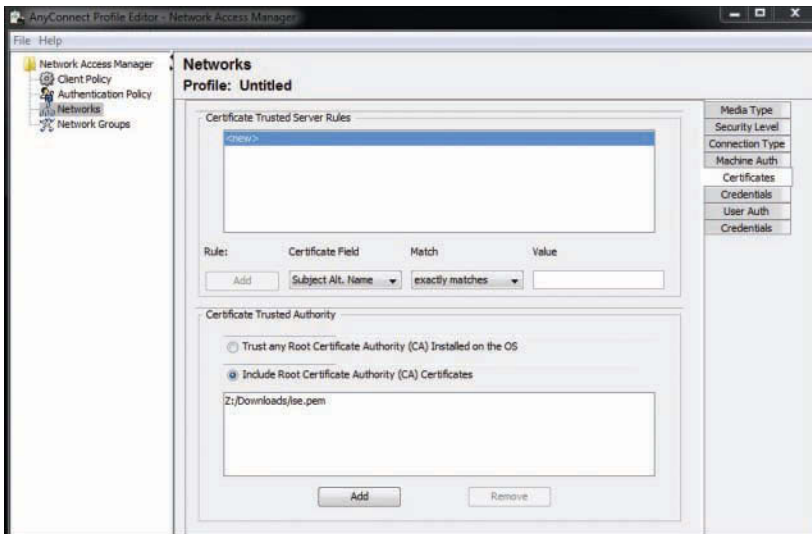 AnyConnect Profile Editor - Network Access Manager
File Help
Network Access Manager
Client Policy
Authentication Policy
Networks
Network Groups
Networks
Profile: Untitled
Certificate Trusted Server Rules
<new>
Rule: Certificate Field Match Value
Add Subject Alt. Name exactly matches
Certificate Trusted Authority
Trust any Root Certificate Authority (CA) Installed on the OS
Include Root Certificate Authority (CA) Certificates
Z:/Downloads/ise.pem
Add Remove
Media Type
Security Level
Connection Type
Machine Auth
Certificates
Credentials
User Auth
Credentials